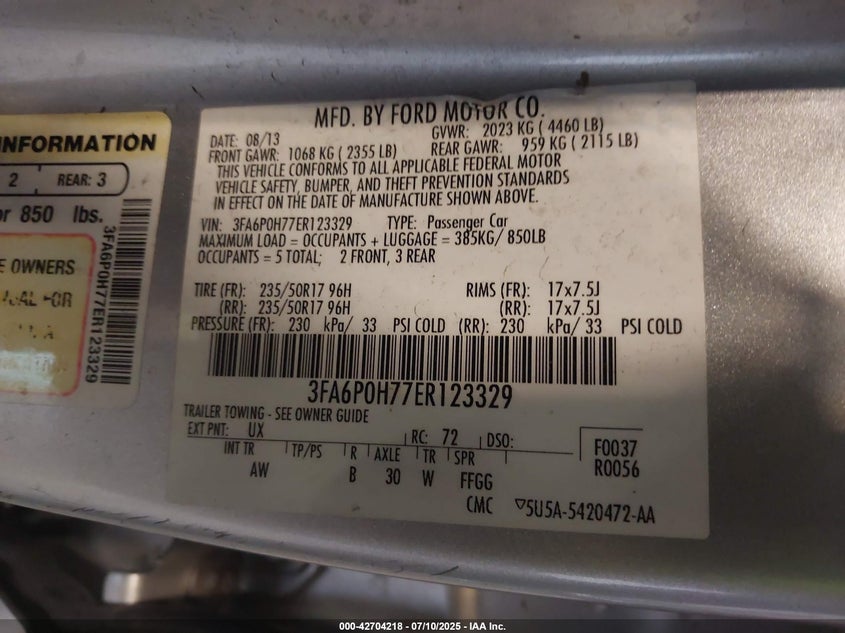 INFORMATION
2 REAR: 3
or 850 lbs.
E OWNERS
3FA6P0H77ER123329
MFD. BY FORD MOTOR CO.
DATE: 08/13 GVWR: 2023 KG ( 4460 LB)
FRONT GAWR: 1068 KG ( 2355 LB) REAR GAWR: 959 KG ( 2115 LB)
THIS VEHICLE CONFORMS TO ALL APPLICABLE FEDERAL MOTOR
VEHICLE SAFETY, BUMPER, AND THEFT PREVENTION STANDARDS
IN EFFECT ON THE DATE OF MANUFACTURE SHOWN ABOVE.
VIN: 3FA6P0H77ER123329 TYPE: Passenger Car
MAXIMUM LOAD = OCCUPANTS + LUGGAGE = 385KG/ 850LB
OCCUPANTS = 5 TOTAL; 2 FRONT, 3 REAR
TIRE (FR): 235/50R17 96H RIMS (FR): 17x7.5J
(RR): 235/50R17 96H (RR): 17x7.5J
PRESSURE (FR): 230 kPa/ 33 PSI COLD (RR): 230 kPa/ 33 PSI COLD
3FA6P0H77ER123329
TRAILER TOWING - SEE OWNER GUIDE
EXT PNT: UX RC: 72 DSO:
INT TR TP/PS R AXLE TR SPR
AW B 30 W FFGG
F0037
R0056
CMC ▽5U5A-5420472-AA
000-42704218 - 07/10/2025 - IAA Inc.